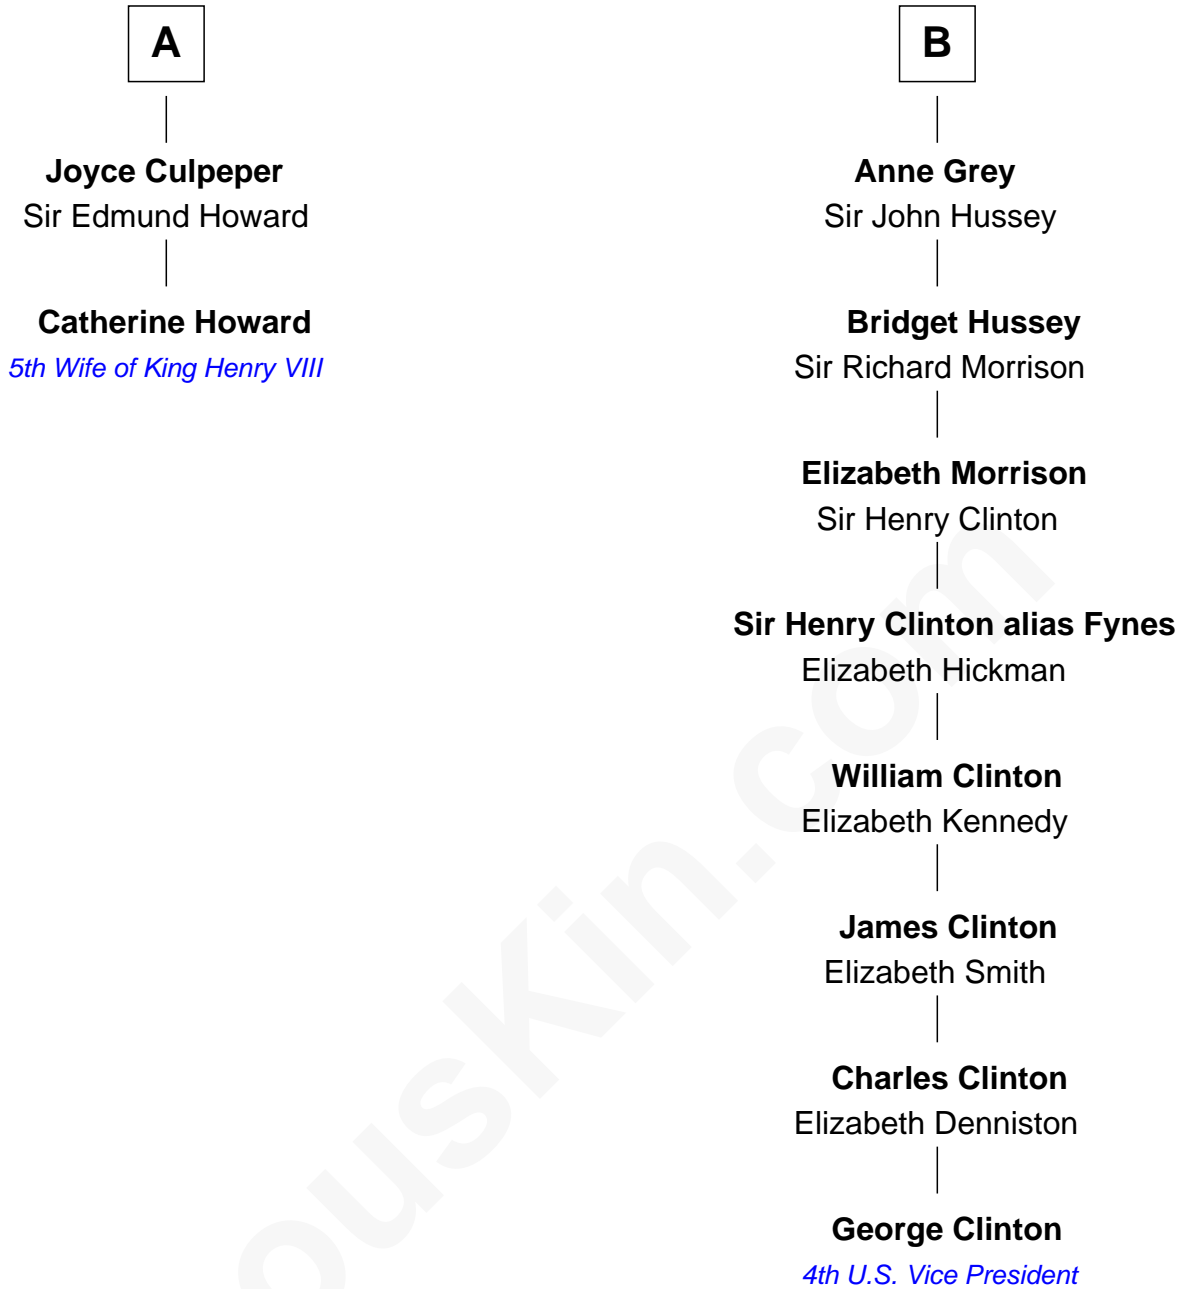 A
Joyce Culpeper
Sir Edmund Howard
Catherine Howard
5th Wife of King Henry VIII
B
Anne Grey
Sir John Hussey
Bridget Hussey
Sir Richard Morrison
Elizabeth Morrison
Sir Henry Clinton
Sir Henry Clinton alias Fynes
Elizabeth Hickman
William Clinton
Elizabeth Kennedy
James Clinton
Elizabeth Smith
Charles Clinton
Elizabeth Denniston
George Clinton
4th U.S. Vice President
ousKin.com